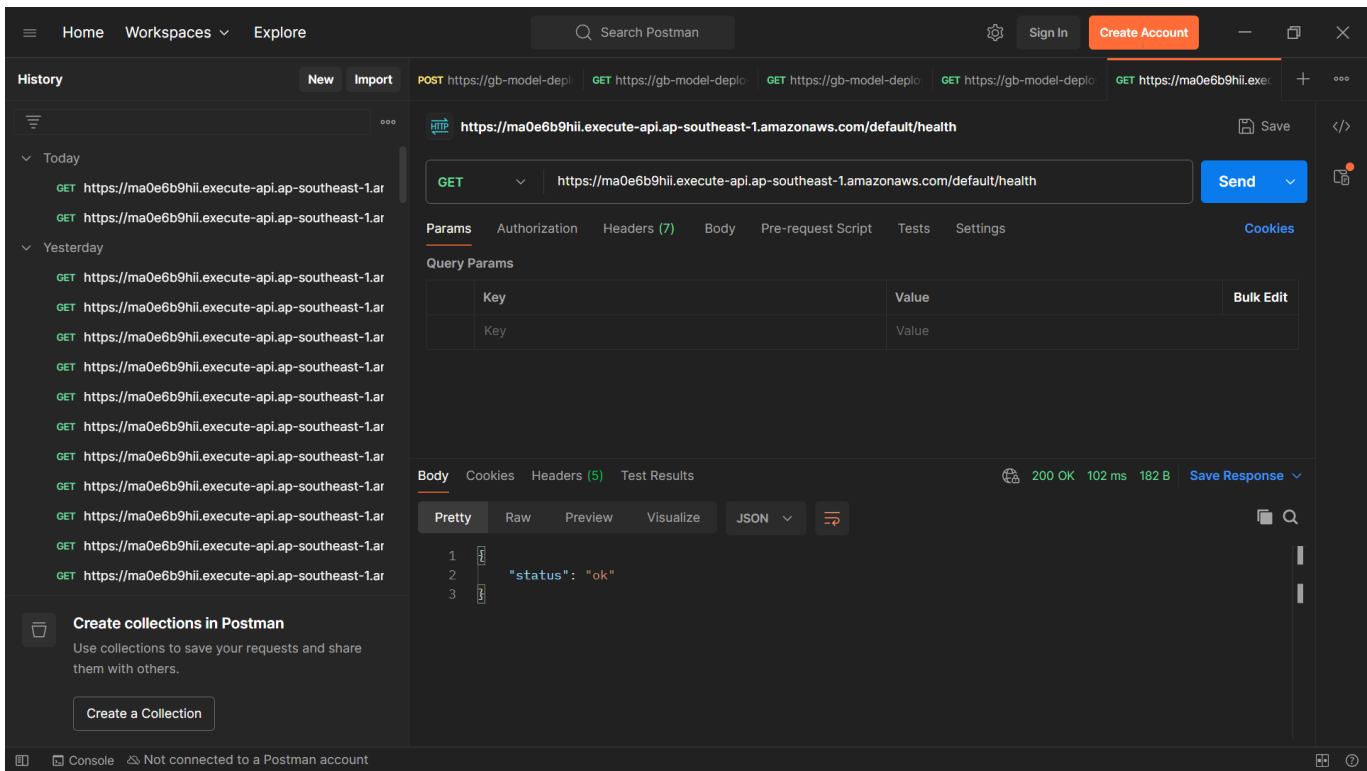 Home Workspaces Explore Search Postman Sign In Create Account
History New Import
POST https://gb-model-depl GET https://gb-model-deplo GET https://gb-model-deplo GET https://gb-model-deplo GET https://ma0e6b9hii.exec
HTTP https://ma0e6b9hii.execute-api.ap-southeast-1.amazonaws.com/default/health Save
Today
GET https://ma0e6b9hii.execute-api.ap-southeast-1.ar
GET https://ma0e6b9hii.execute-api.ap-southeast-1.ar
Yesterday
GET https://ma0e6b9hii.execute-api.ap-southeast-1.ar
GET https://ma0e6b9hii.execute-api.ap-southeast-1.ar
GET https://ma0e6b9hii.execute-api.ap-southeast-1.ar
GET https://ma0e6b9hii.execute-api.ap-southeast-1.ar
GET https://ma0e6b9hii.execute-api.ap-southeast-1.ar
GET https://ma0e6b9hii.execute-api.ap-southeast-1.ar
GET https://ma0e6b9hii.execute-api.ap-southeast-1.ar
GET https://ma0e6b9hii.execute-api.ap-southeast-1.ar
GET https://ma0e6b9hii.execute-api.ap-southeast-1.ar
GET https://ma0e6b9hii.execute-api.ap-southeast-1.ar
GET https://ma0e6b9hii.execute-api.ap-southeast-1.ar
Create collections in Postman
Use collections to save your requests and share
them with others.
Create a Collection
GET https://ma0e6b9hii.execute-api.ap-southeast-1.amazonaws.com/default/health Send
Params Authorization Headers (7) Body Pre-request Script Tests Settings Cookies
Query Params
Key Value Bulk Edit
Key Value
Body Cookies Headers (5) Test Results 200 OK 102 ms 182 B Save Response
Pretty Raw Preview Visualize JSON
1 {
2 "status": "ok"
3 }
Console Not connected to a Postman account